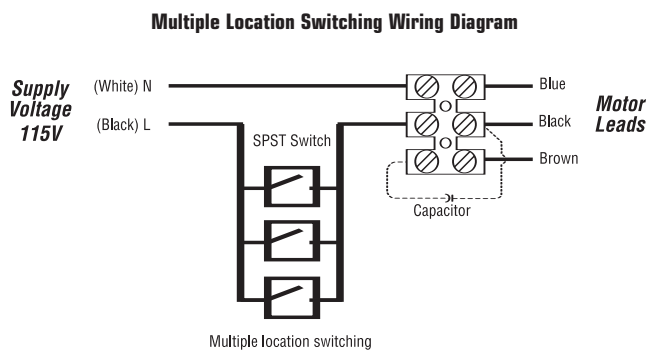 Multiple Location Switching Wiring Diagram
Supply
Voltage
115V
(White) N
(Black) L
SPST Switch
Blue
Black
Brown
Motor
Leads
Capacitor
Multiple location switching